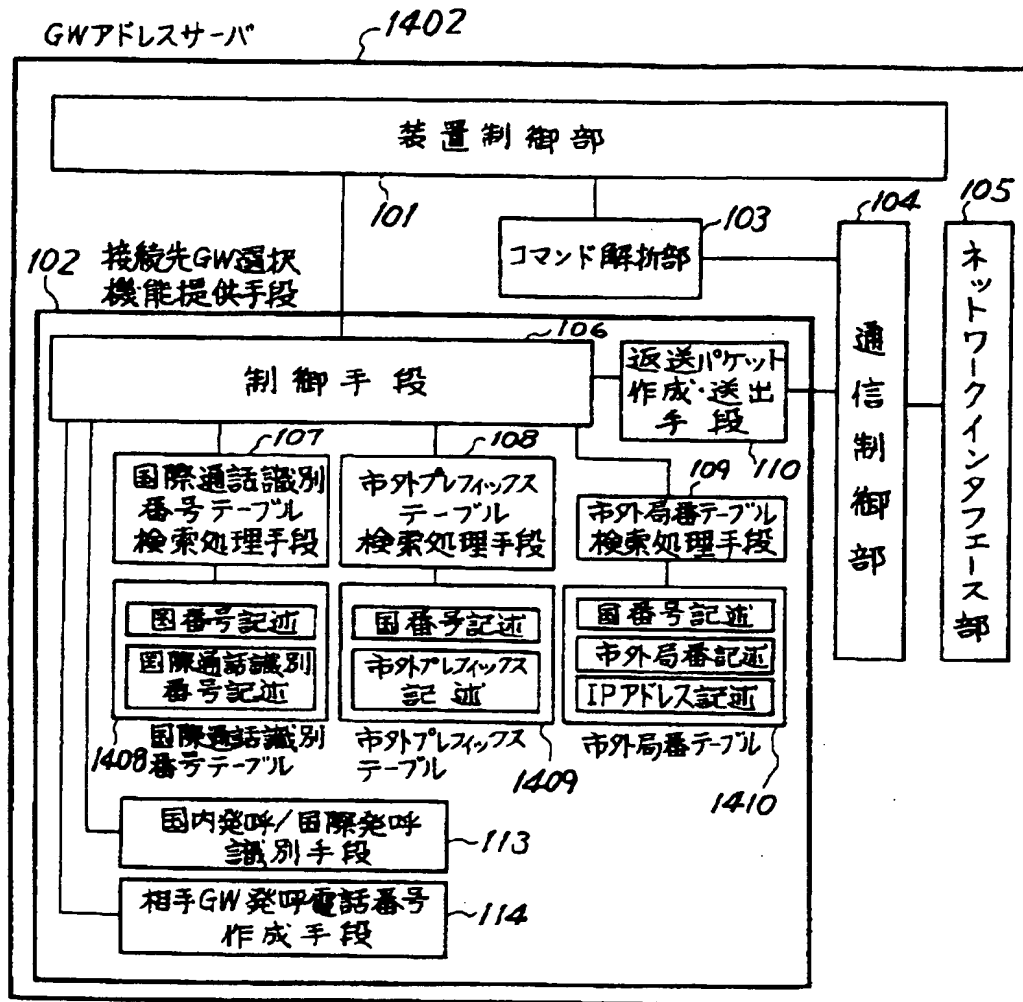 GWアドレスサーバ
1402
装置制御部
101
103
コマンド解析部
104
通信制御部
105
ネットワークインタフェース部
102
接続先GW選択
機能提供手段
106
制御手段
返送パケット
作成・送出
手段
110
107
国際通話識別
番号テーブル
検索処理手段
108
市外プレフィックス
テーブル
検索処理手段
109
市外局番テーブル
検索処理手段
国番号記述
国際通話識別
番号記述
国番号記述
市外プレフィックス
記述
国番号記述
市外局番記述
IPアドレス記述
1408
国際通話識別
番号テーブル
市外プレフィックス
テーブル
1409
市外局番テーブル
1410
国内発呼/国際発呼
識別手段
113
相手GW発呼電話番号
作成手段
114